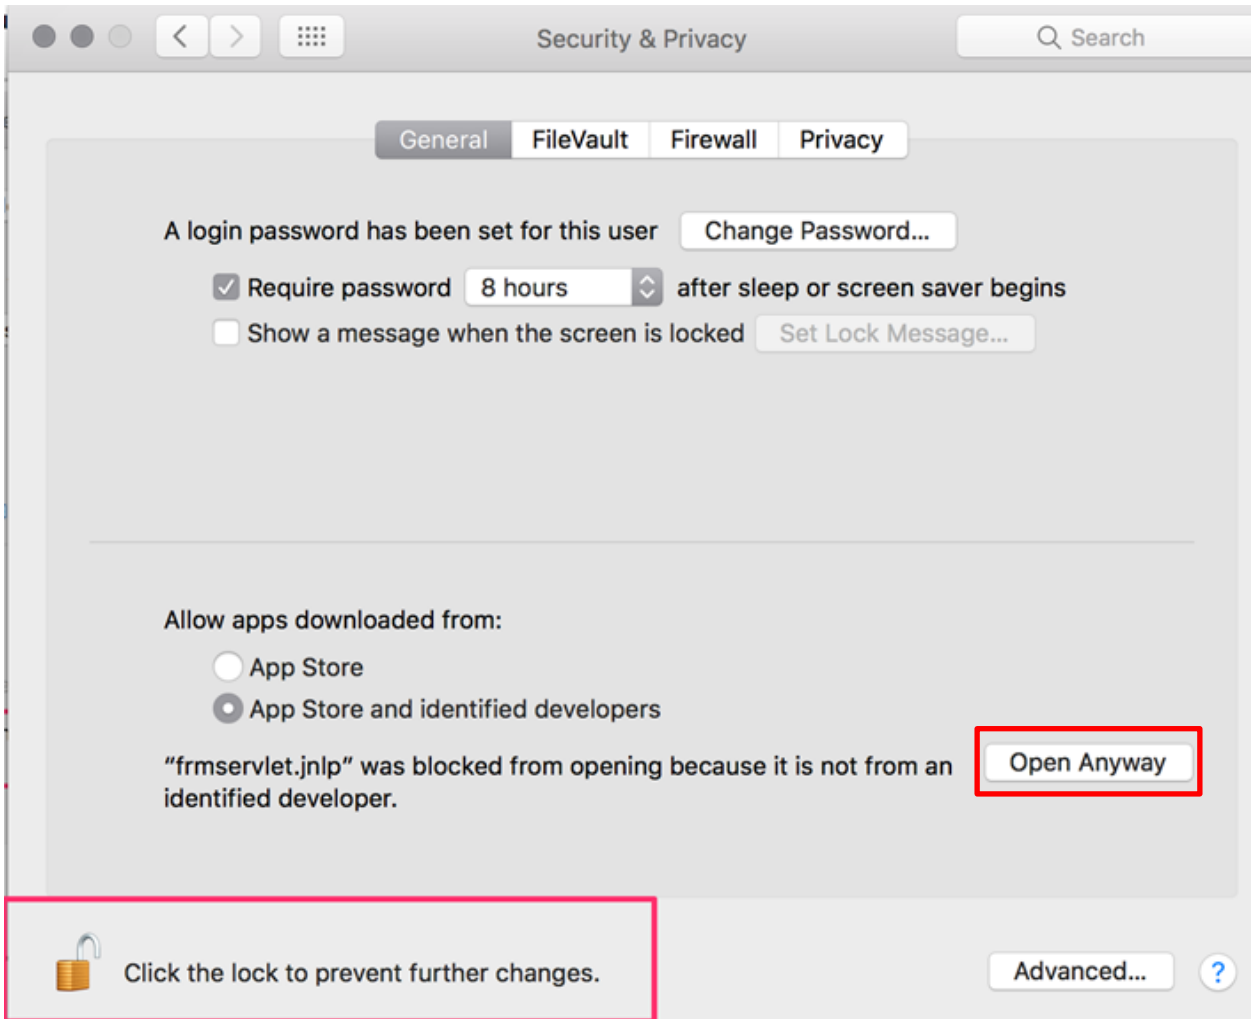 Security & Privacy
Search
General FileVault Firewall Privacy
A login password has been set for this user Change Password...
Require password 8 hours after sleep or screen saver begins
Show a message when the screen is locked Set Lock Message...
Allow apps downloaded from:
App Store
App Store and identified developers
“frmservlet.jnlp” was blocked from opening because it is not from an
identified developer.
Open Anyway
Click the lock to prevent further changes.
Advanced...
?